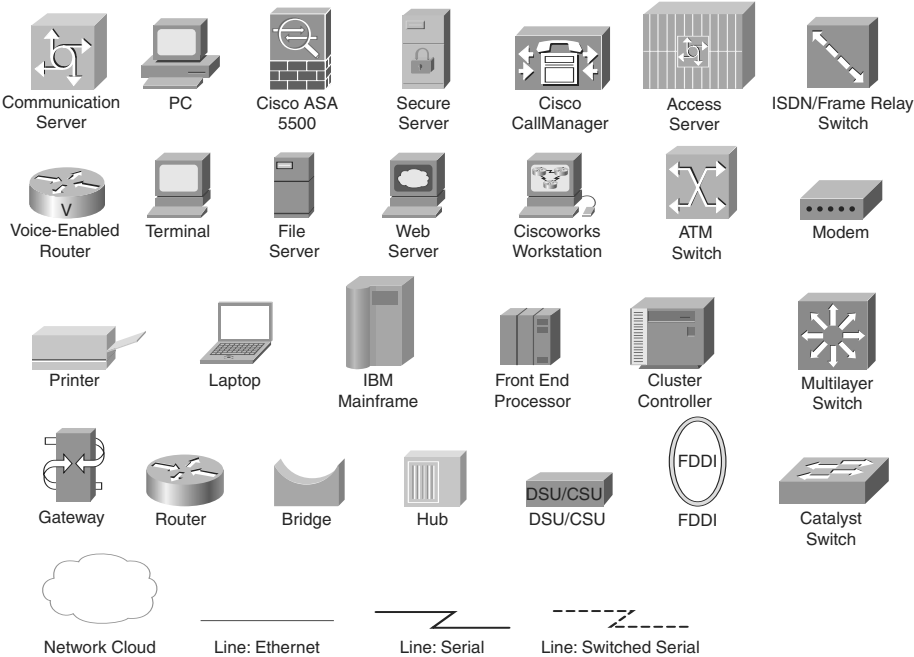 Communication
Server
PC
Cisco ASA
5500
Secure
Server
Cisco
CallManager
Access
Server
ISDN/Frame Relay
Switch
V
Voice-Enabled
Router
Terminal
File
Server
Web
Server
Ciscoworks
Workstation
ATM
Switch
Modem
Printer
Laptop
IBM
Mainframe
Front End
Processor
Cluster
Controller
Multilayer
Switch
Gateway
Router
Bridge
Hub
DSU/CSU
DSU/CSU
FDDI
FDDI
Catalyst
Switch
Network Cloud
Line: Ethernet
Line: Serial
Line: Switched Serial